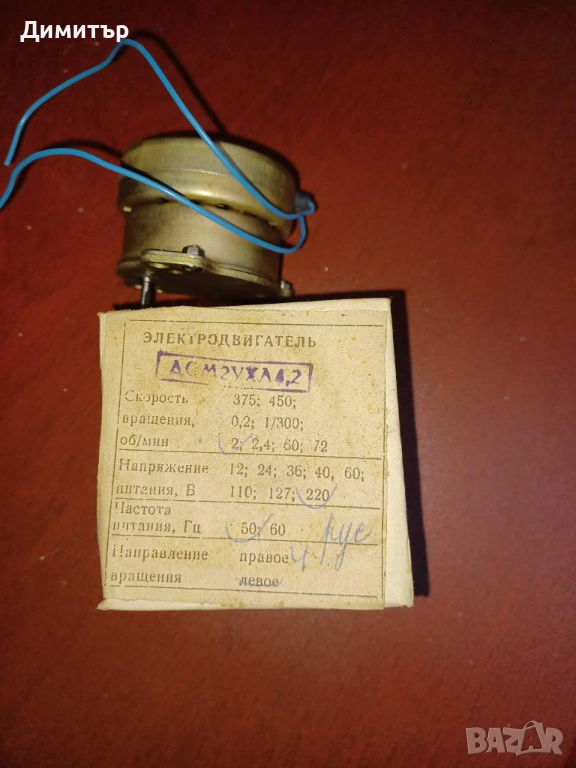 Димитър
ЭЛЕКТРОДВИГАТЕЛЬ
ДСМ2УХЛ4,2
Скорость 375; 450;
вращения, 0,2; 1/300;
об/мин 2; 2,4; 60; 72
Напряжение 12; 24; 36; 40, 60;
питания, В 110; 127; 220
Частота
питания, Гц 50, 60 рус
Направление правое
вращения левое
BAZAR